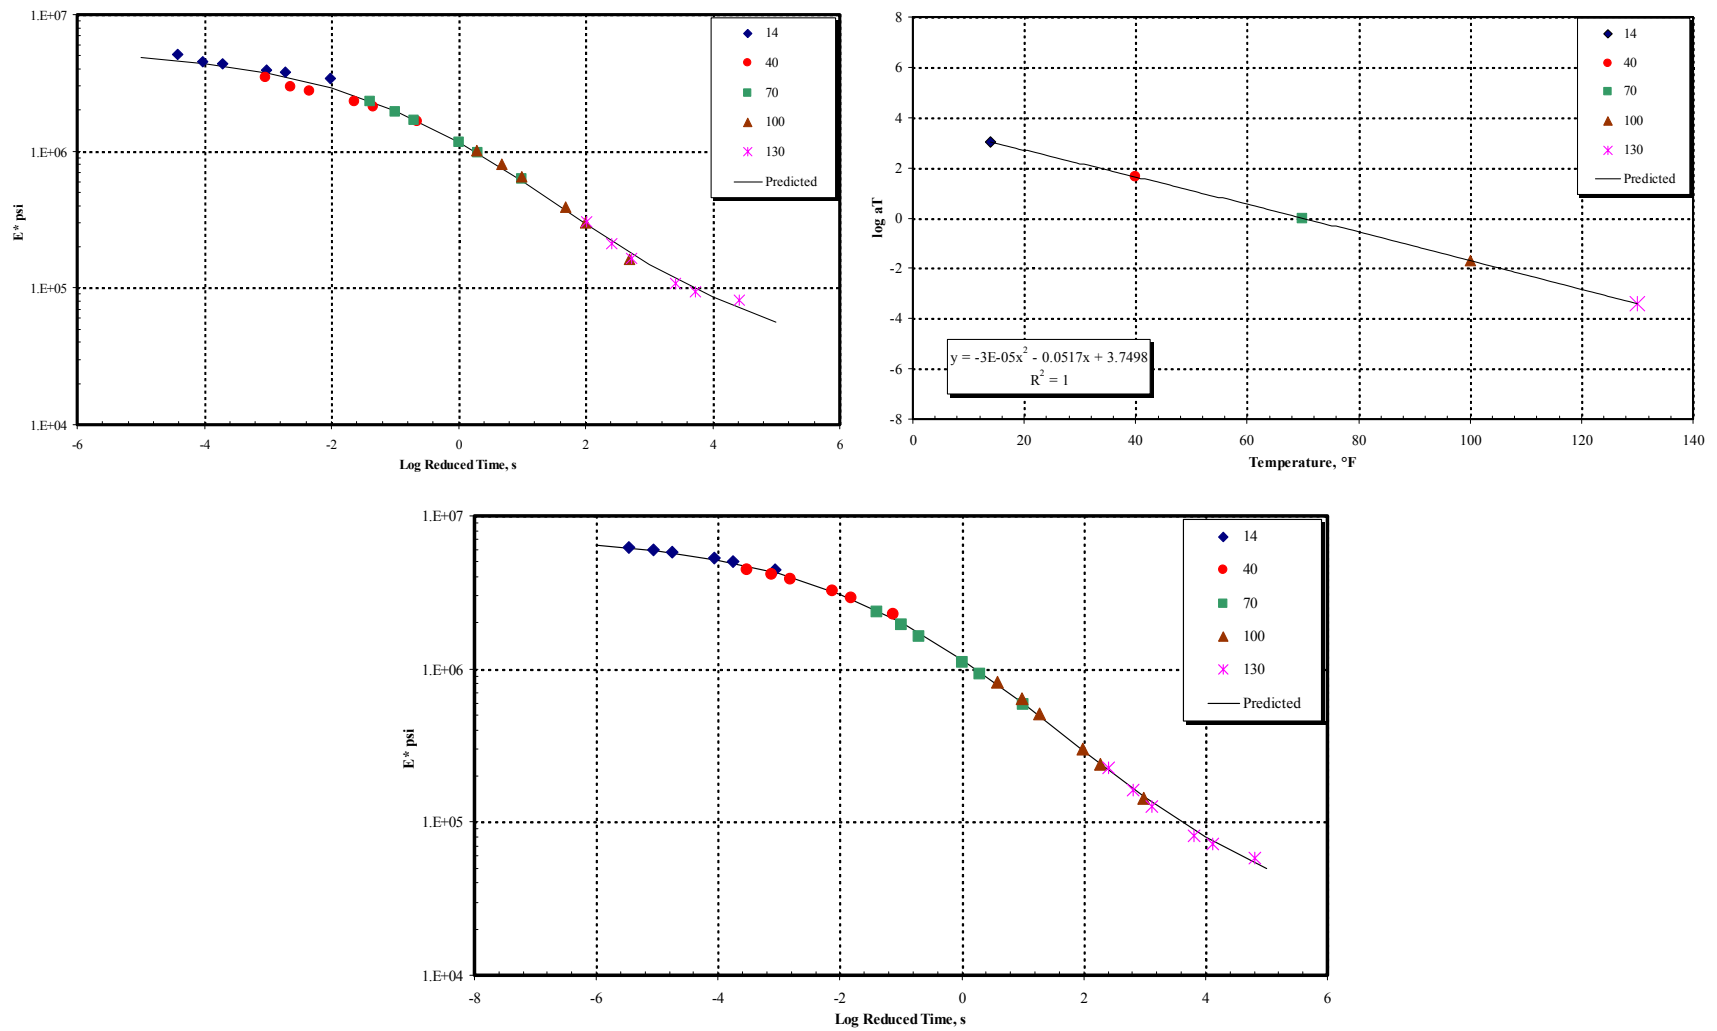 1.E+07
1.E+06
1.E+05
1.E+04
E* psi
-6 -4 -2 0 2 4 6
Log Reduced Time, s
14
40
70
100
130
Predicted
8
6
4
2
0
-2
-4
-6
-8
log aT
0 20 40 60 80 100 120 140
Temperature, °F
14
40
70
100
130
Predicted
y = -3E-05x² - 0.0517x + 3.7498
R² = 1
1.E+07
1.E+06
1.E+05
1.E+04
E* psi
-8 -6 -4 -2 0 2 4 6
Log Reduced Time, s
14
40
70
100
130
Predicted